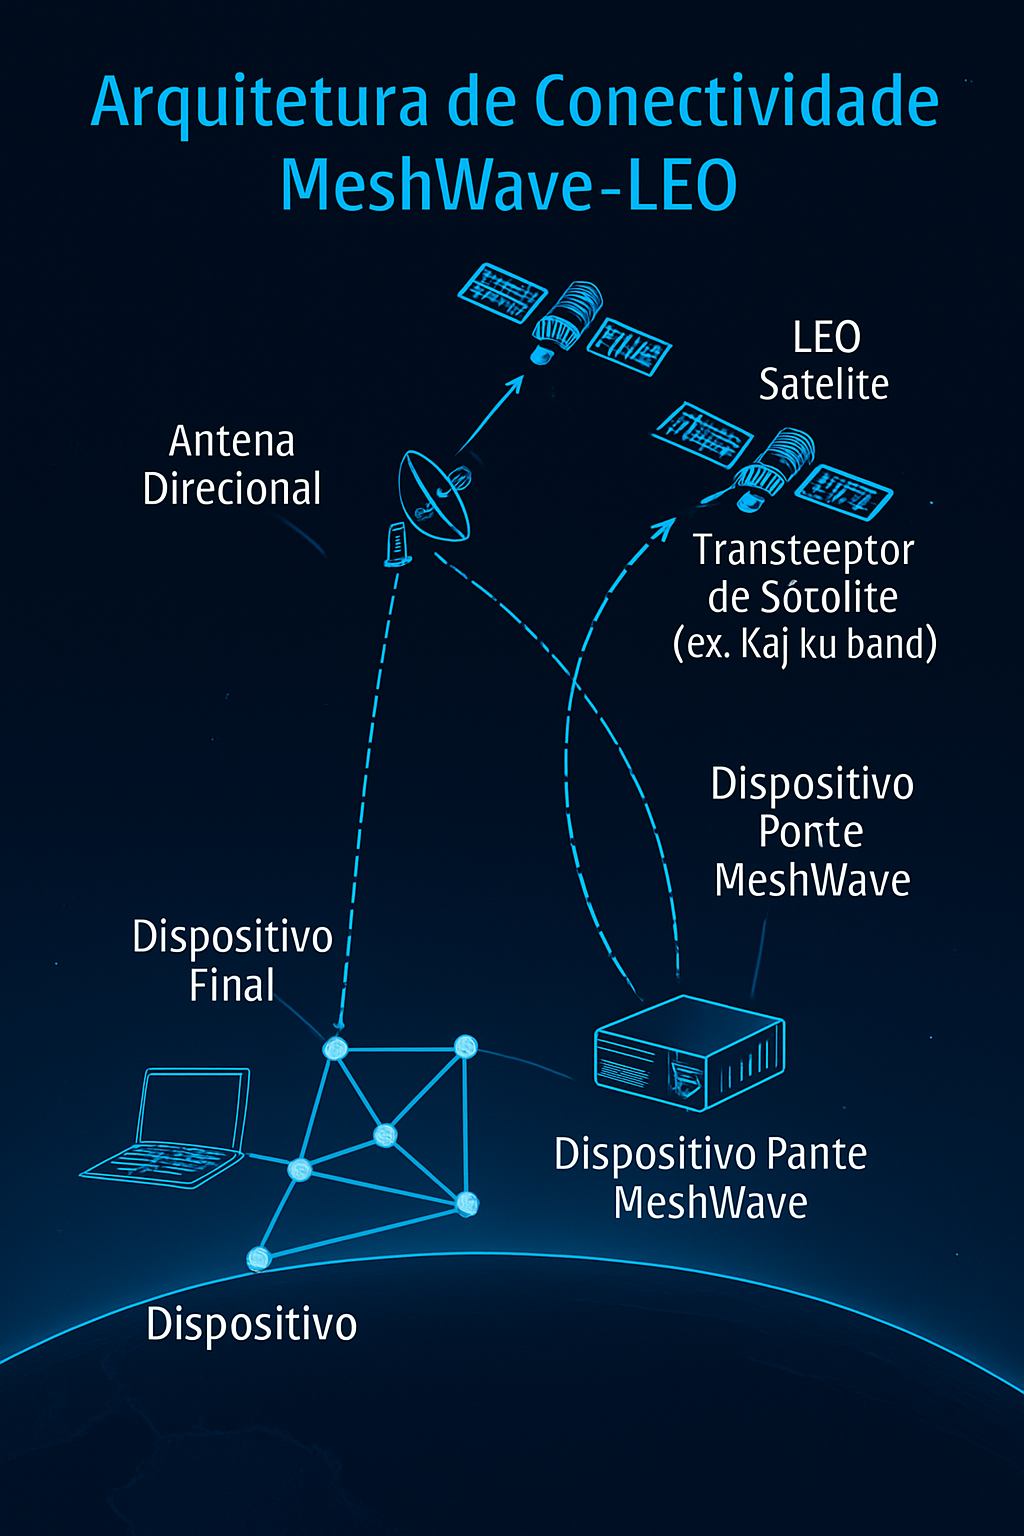 Arquitetura de Conectividade
MeshWave-LEO
LEO
Satelite
Antena
Direcional
Transteeptor
de Sótolite
(ex. Kaj ku band)
Dispositivo
Ponte
MeshWave
Dispositivo
Final
Dispositivo Pante
MeshWave
Dispositivo